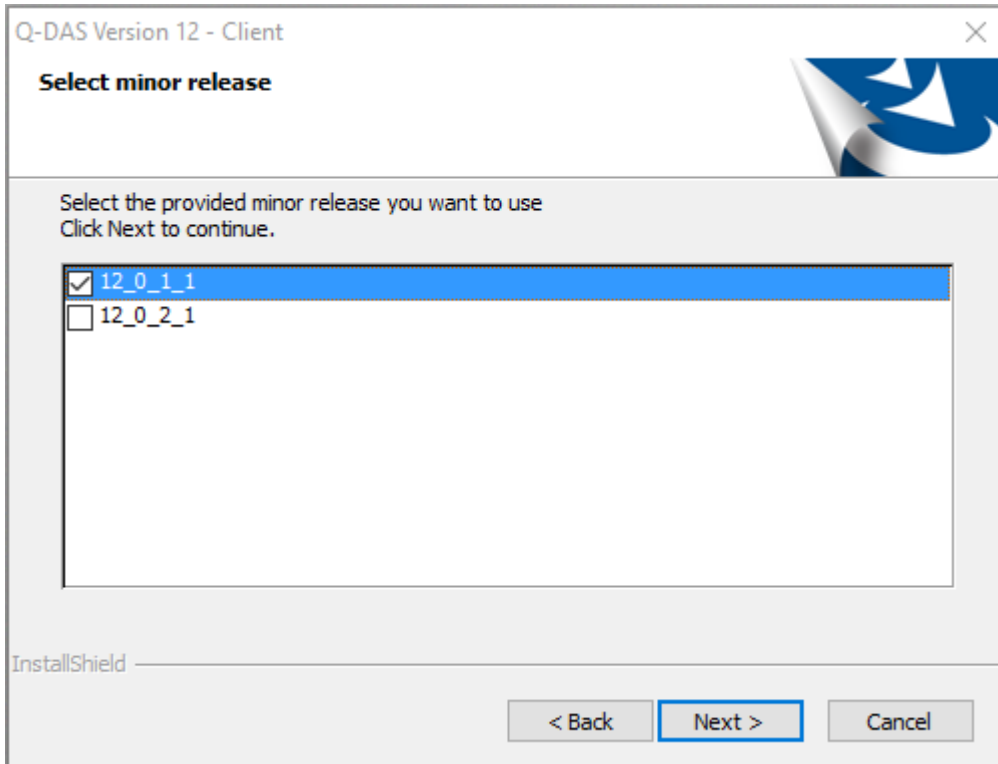 Q-DAS Version 12 - Client
Select minor release
Select the provided minor release you want to use
Click Next to continue.
12_0_1_1
12_0_2_1
InstallShield
< Back
Next >
Cancel